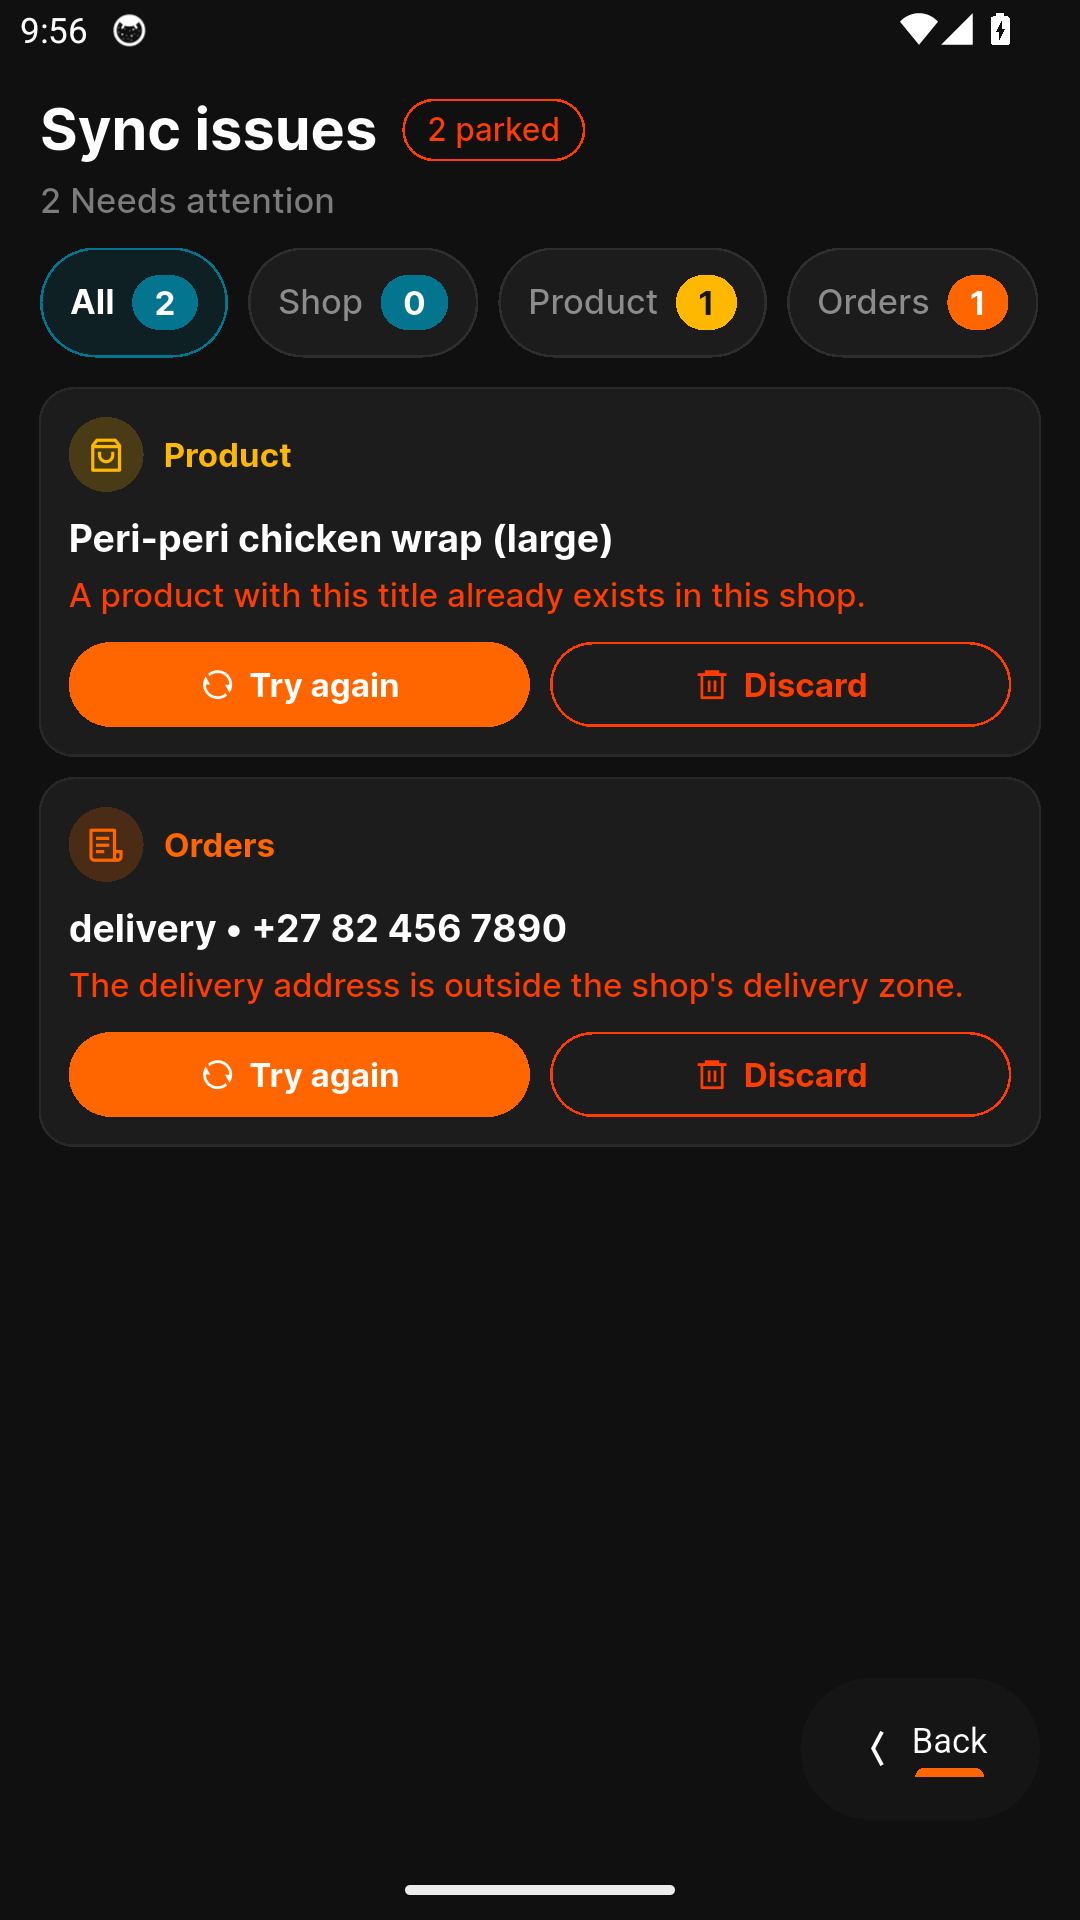 9:56
Sync issues 2 parked
2 Needs attention
All 2 Shop 0 Product 1 Orders 1
Product
Peri-peri chicken wrap (large)
A product with this title already exists in this shop.
Try again Discard
Orders
delivery • +27 82 456 7890
The delivery address is outside the shop's delivery zone.
Try again Discard
Back